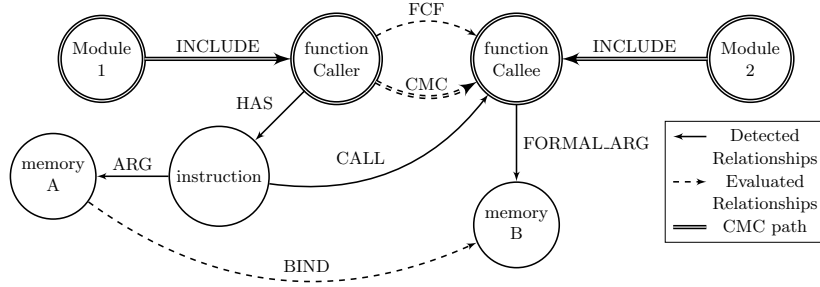 FCF
Module
1
INCLUDE
function
Caller
function
Callee
INCLUDE
Module
2
CMC
HAS
memory
A
ARG
instruction
CALL
FORMAL_ARG
memory
B
BIND
Detected
Relationships
Evaluated
Relationships
CMC path